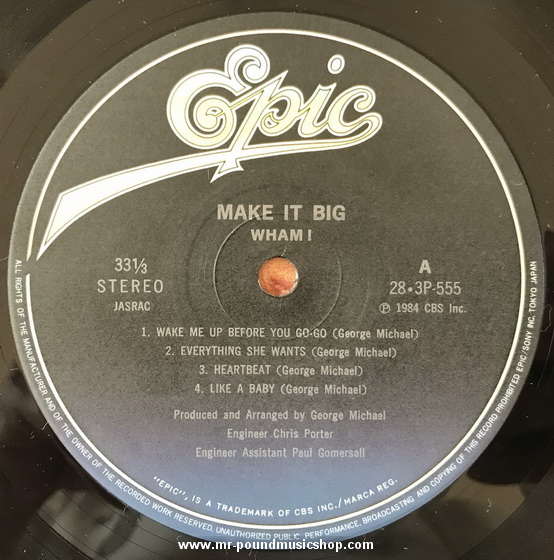 Epic
MAKE IT BIG
WHAM!
33⅓
STEREO
JASRAC
A
28•3P-555
Ⓟ 1984 CBS Inc.
1. WAKE ME UP BEFORE YOU GO-GO (George Michael)
2. EVERYTHING SHE WANTS (George Michael)
3. HEARTBEAT (George Michael)
4. LIKE A BABY (George Michael)
Produced and Arranged by George Michael
Engineer Chris Porter
Engineer Assistant Paul Gomersall
"EPIC", IS A TRADEMARK OF CBS INC./MARCA REG.
ALL RIGHTS OF THE MANUFACTURER AND OF THE OWNER OF THE RECORDED WORK RESERVED. UNAUTHORIZED PUBLIC PERFORMANCE, BROADCASTING AND COPYING OF THIS RECORD PROHIBITED EPIC/SONY INC. TOKYO JAPAN
www.mr-poundmusicshop.com